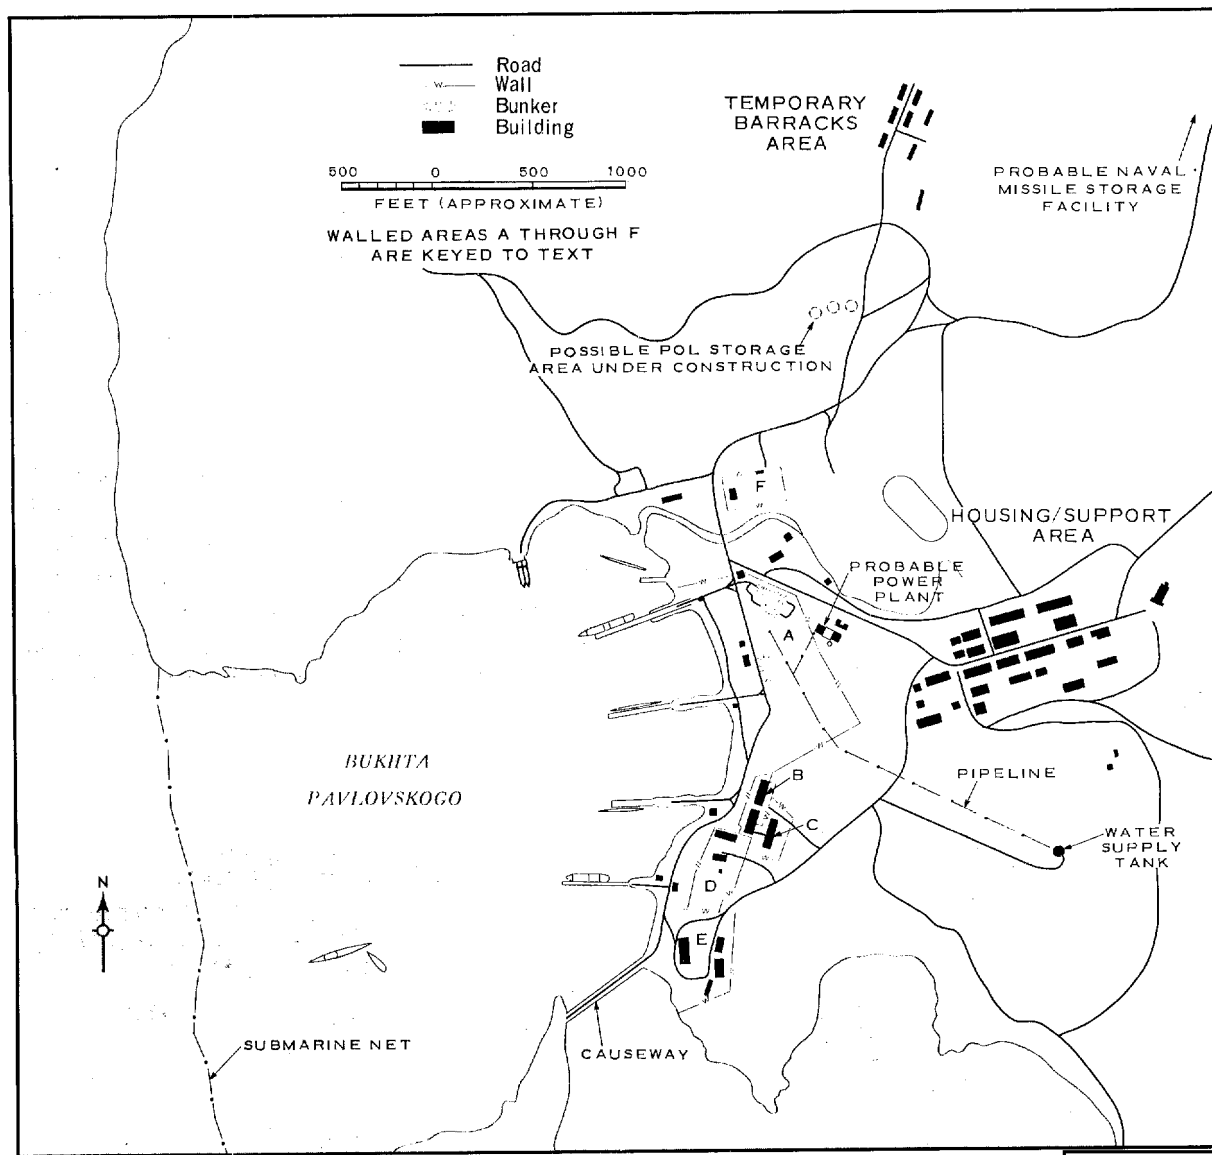 Road
Wall
Bunker
Building
500 0 500 1000
FEET (APPROXIMATE)
WALLED AREAS A THROUGH F
ARE KEYED TO TEXT
TEMPORARY
BARRACKS
AREA
PROBABLE NAVAL
MISSILE STORAGE
FACILITY
POSSIBLE POL STORAGE
AREA UNDER CONSTRUCTION
F
HOUSING/SUPPORT
AREA
PROBABLE
POWER
PLANT
A
BUKHTA
PAVLOVSKOGO
B
C
PIPELINE
WATER
SUPPLY
TANK
D
E
N
SUBMARINE NET
CAUSEWAY